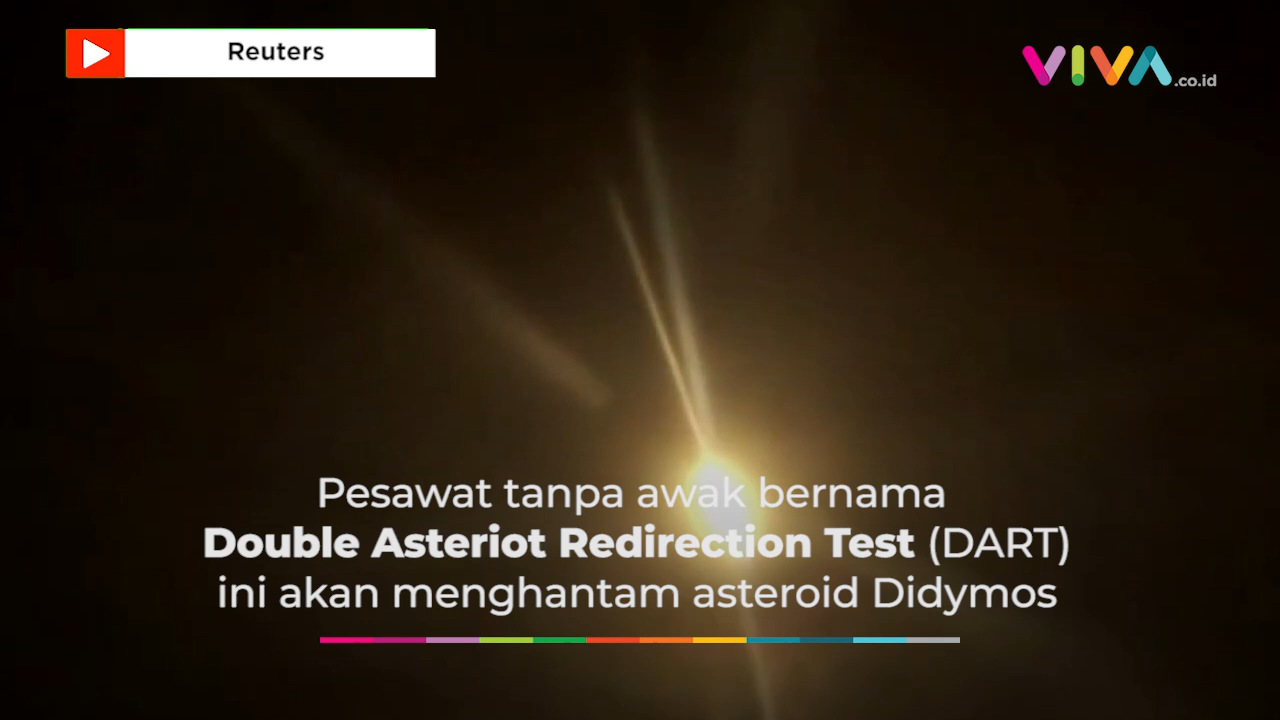 Reuters
VIVA.co.id
Pesawat tanpa awak bernama
Double Asteriot Redirection Test (DART)
ini akan menghantam asteroid Didymos